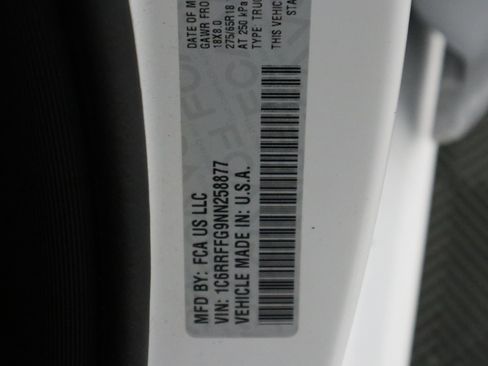 DATE OF M
GAWR FRO
18X8.0
275/65R18
AT 250 kPa
TYPE: TRUC
THIS VEHIC
STA
MFD BY: FCA US LLC
VIN: 1C6RRFFG9NN258877
VEHICLE MADE IN: U.S.A.